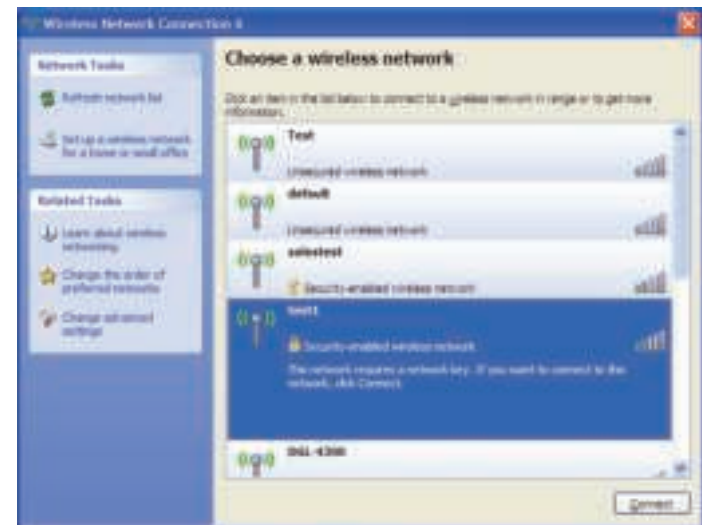 Wireless Network Connection 6
Network Tasks
Refresh network list
Set up a wireless network
for a home or small office
Related Tasks
Learn about wireless
networking
Change the order of
preferred networks
Change advanced
settings
Choose a wireless network
Click an item in the list below to connect to a wireless network in range or to get more
information.
Test
Unsecured wireless network
default
Unsecured wireless network
Security-enabled wireless network
test1
Security-enabled wireless network
The network requires a network key. If you want to connect to this
network, click Connect.
DGL-4300
Connect